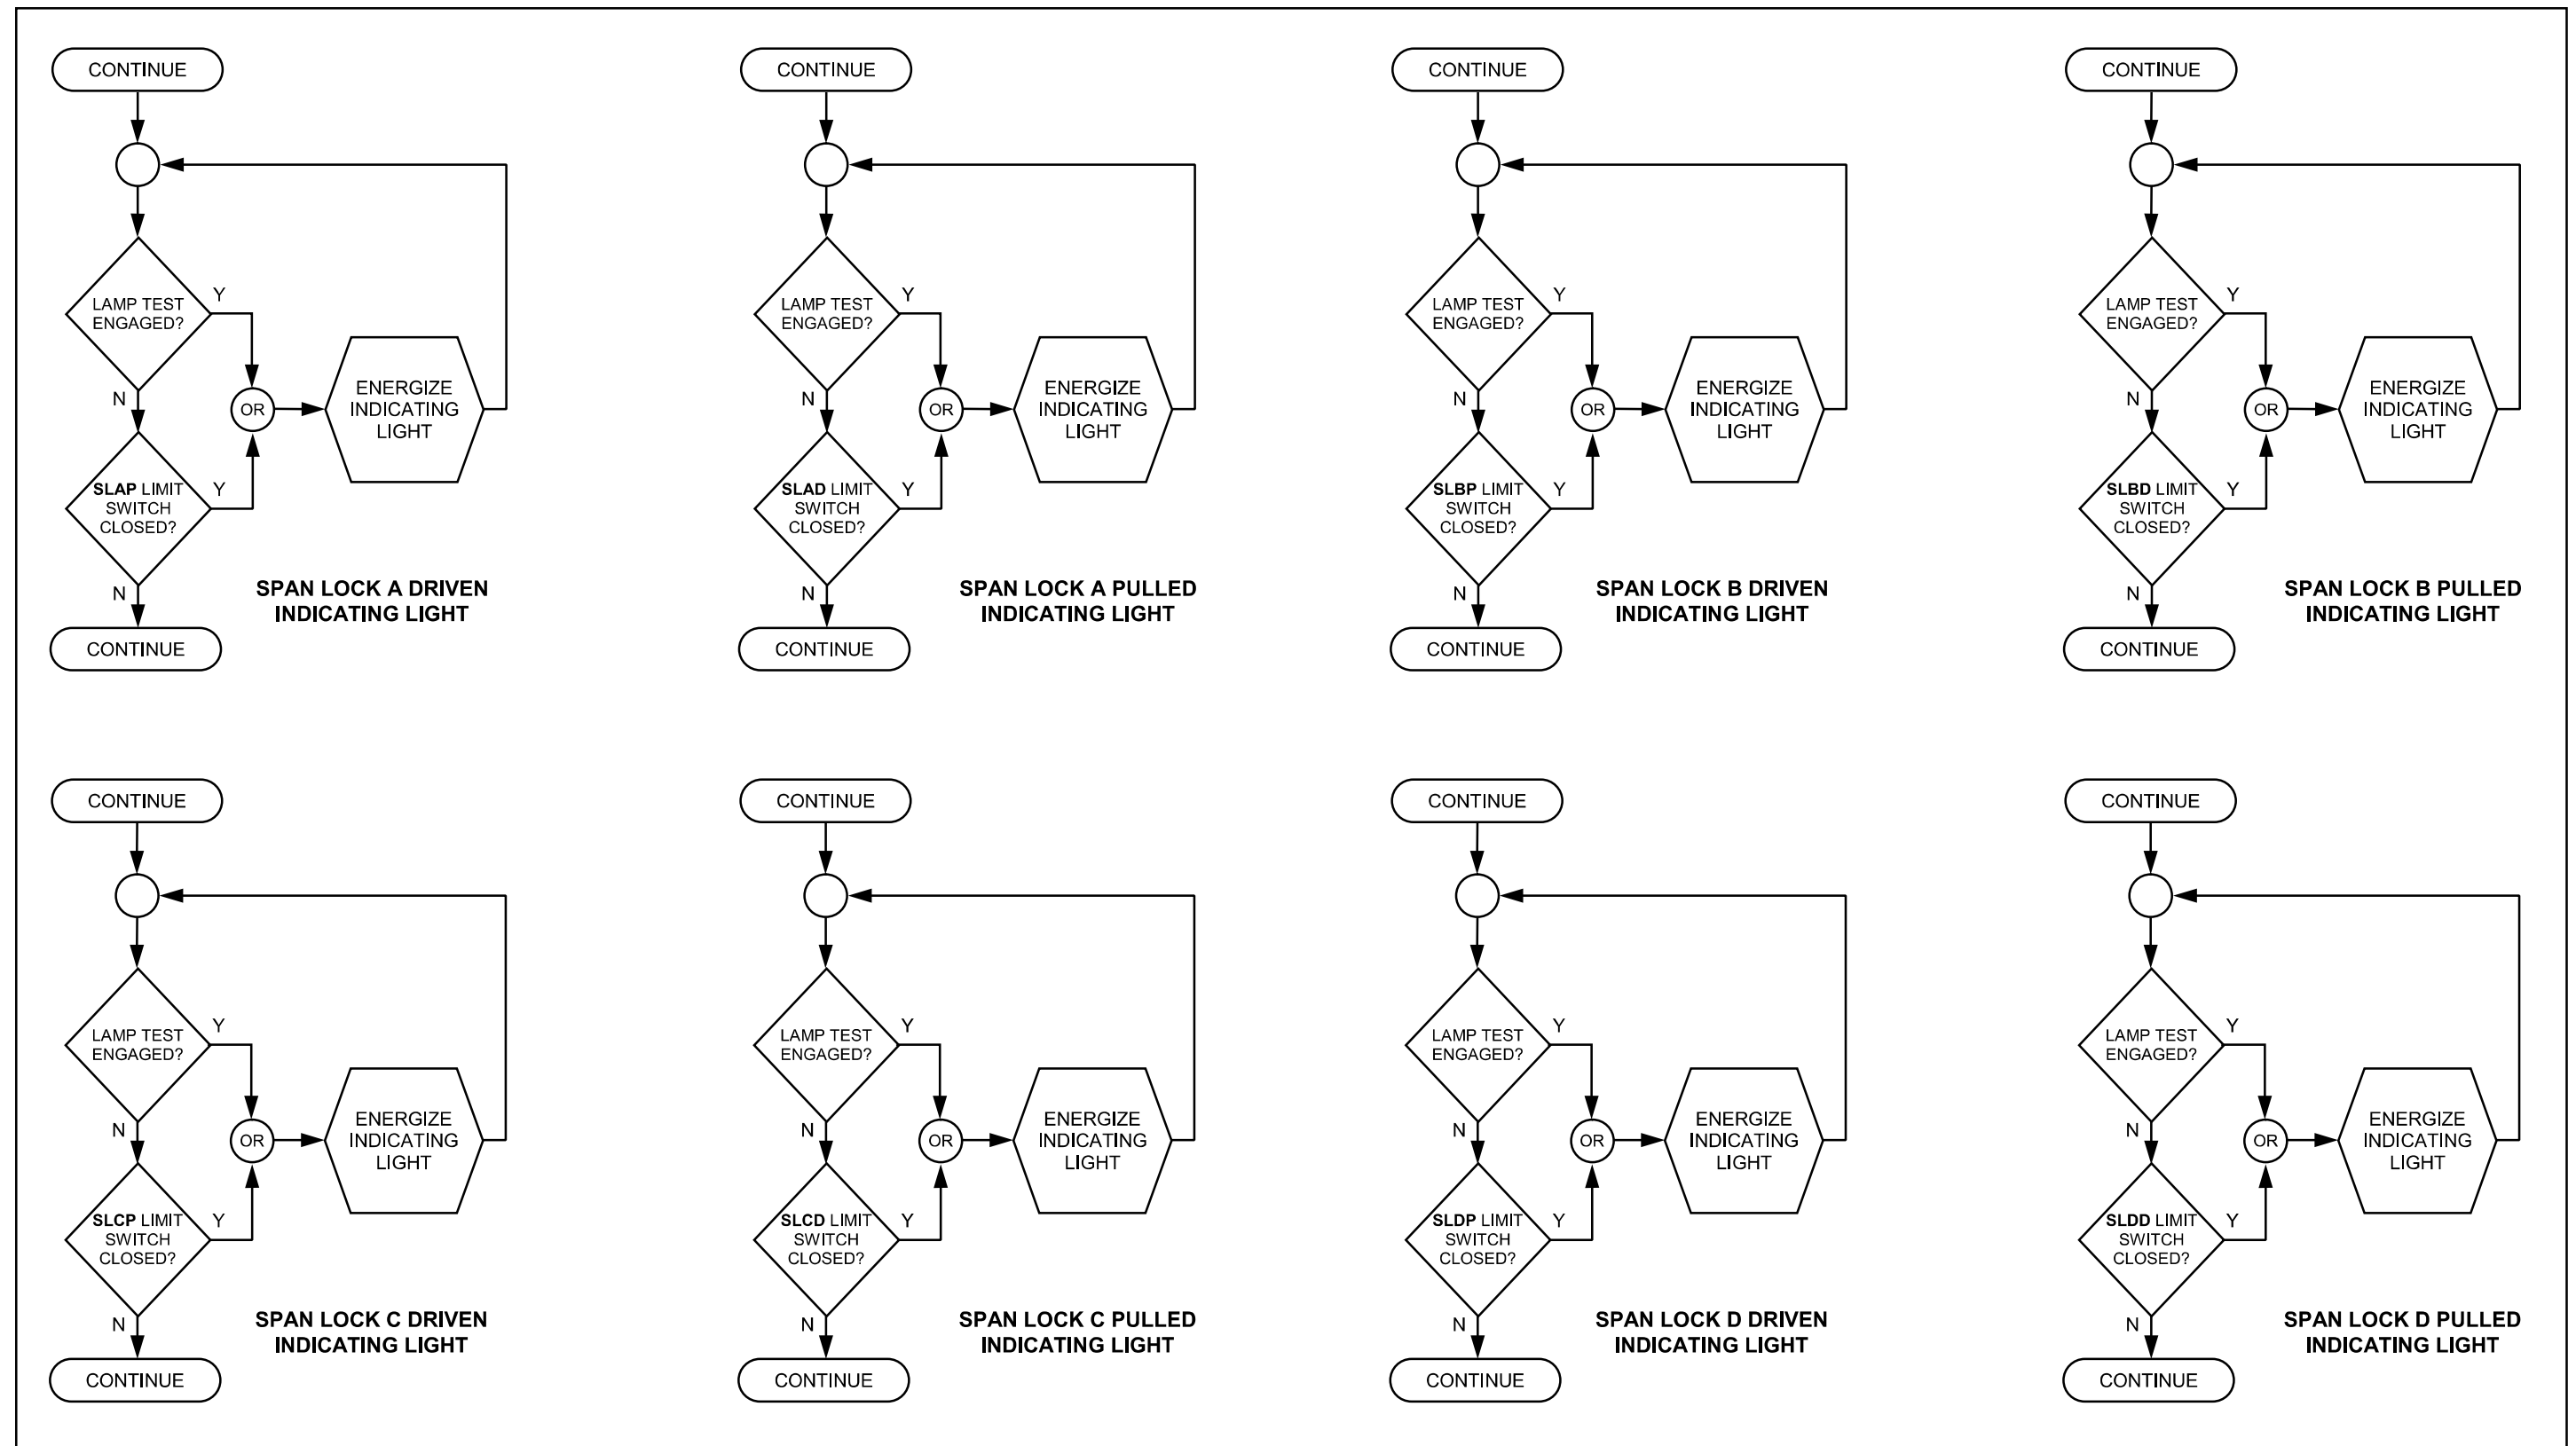 CONTINUE
LAMP TEST
ENGAGED?
Y
N
OR
ENERGIZE
INDICATING
LIGHT
SLAP LIMIT
SWITCH
CLOSED?
Y
N
SPAN LOCK A DRIVEN
INDICATING LIGHT
CONTINUE
CONTINUE
LAMP TEST
ENGAGED?
Y
N
OR
ENERGIZE
INDICATING
LIGHT
SLAD LIMIT
SWITCH
CLOSED?
Y
N
SPAN LOCK A PULLED
INDICATING LIGHT
CONTINUE
CONTINUE
LAMP TEST
ENGAGED?
Y
N
OR
ENERGIZE
INDICATING
LIGHT
SLBP LIMIT
SWITCH
CLOSED?
Y
N
SPAN LOCK B DRIVEN
INDICATING LIGHT
CONTINUE
CONTINUE
LAMP TEST
ENGAGED?
Y
N
OR
ENERGIZE
INDICATING
LIGHT
SLBD LIMIT
SWITCH
CLOSED?
Y
N
SPAN LOCK B PULLED
INDICATING LIGHT
CONTINUE
CONTINUE
LAMP TEST
ENGAGED?
Y
N
OR
ENERGIZE
INDICATING
LIGHT
SLCP LIMIT
SWITCH
CLOSED?
Y
N
SPAN LOCK C DRIVEN
INDICATING LIGHT
CONTINUE
CONTINUE
LAMP TEST
ENGAGED?
Y
N
OR
ENERGIZE
INDICATING
LIGHT
SLCD LIMIT
SWITCH
CLOSED?
Y
N
SPAN LOCK C PULLED
INDICATING LIGHT
CONTINUE
CONTINUE
LAMP TEST
ENGAGED?
Y
N
OR
ENERGIZE
INDICATING
LIGHT
SLDP LIMIT
SWITCH
CLOSED?
Y
N
SPAN LOCK D DRIVEN
INDICATING LIGHT
CONTINUE
CONTINUE
LAMP TEST
ENGAGED?
Y
N
OR
ENERGIZE
INDICATING
LIGHT
SLDD LIMIT
SWITCH
CLOSED?
Y
N
SPAN LOCK D PULLED
INDICATING LIGHT
CONTINUE